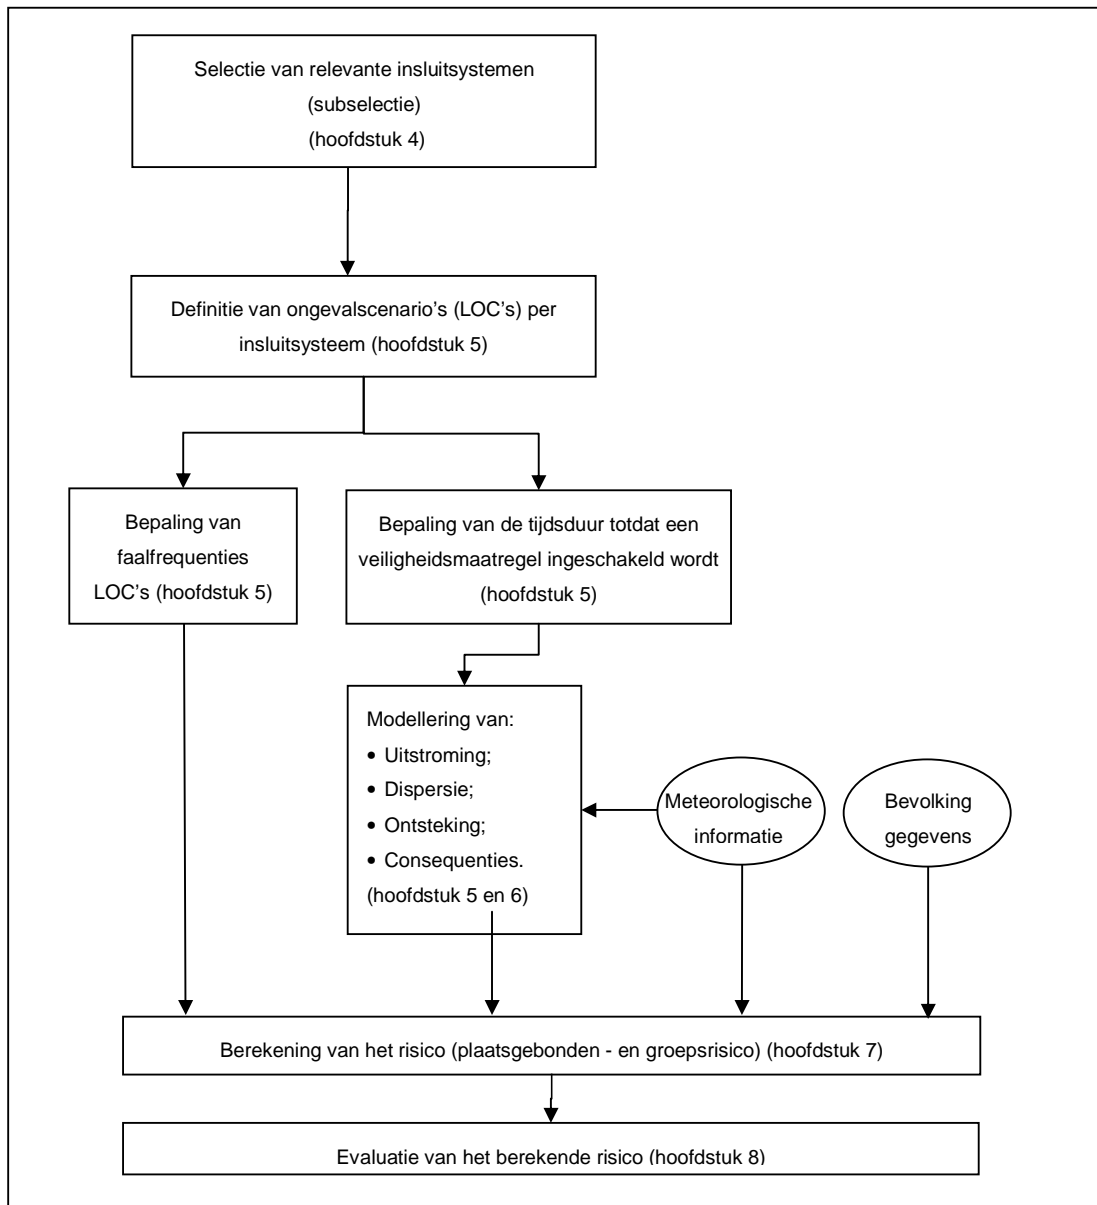 Selectie van relevante insluitsystemen
(subselectie)
(hoofdstuk 4)
Definitie van ongevalscenario's (LOC's) per
insluitsysteem (hoofdstuk 5)
Bepaling van
faalfrequenties
LOC's (hoofdstuk 5)
Bepaling van de tijdsduur totdat een
veiligheidsmaatregel ingeschakeld wordt
(hoofdstuk 5)
Modellering van:
• Uitstroming;
• Dispersie;
• Ontsteking;
• Consequenties.
(hoofdstuk 5 en 6)
Meteorologische
informatie
Bevolking
gegevens
Berekening van het risico (plaatsgebonden - en groepsrisico) (hoofdstuk 7)
Evaluatie van het berekende risico (hoofdstuk 8)